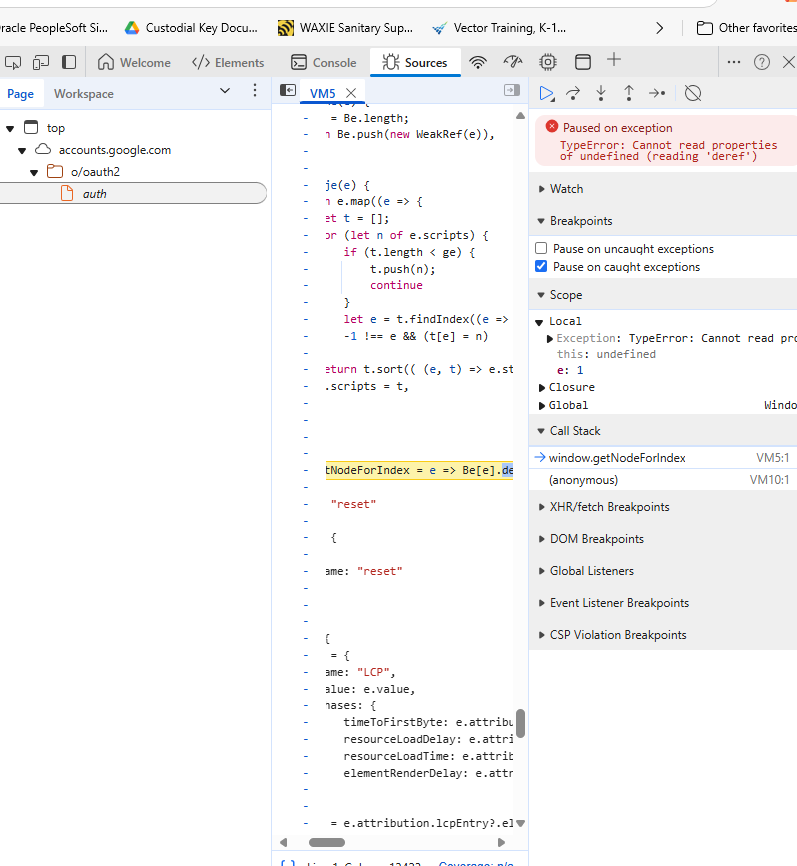 racle PeopleSoft Si... Custodial Key Docu... WAXIE Sanitary Sup... Vector Training, K-1... Other favorites
Welcome Elements Console Sources
Page Workspace
top
accounts.google.com
o/oauth2
auth
VM5
= Be.length;
n Be.push(new WeakRef(e)),
je(e) {
n e.map((e => {
et t = [];
or (let n of e.scripts) {
if (t.length < ge) {
t.push(n);
continue
}
let e = t.findIndex((e =>
-1 !== e && (t[e] = n)
eturn t.sort(( (e, t) => e.st
.scripts = t,
tNodeForIndex = e => Be[e].de
"reset"
{
ame: "reset"
{
= {
ame: "LCP",
alue: e.value,
hases: {
timeToFirstByte: e.attribu
resourceLoadDelay: e.attri
resourceLoadTime: e.attrib
elementRenderDelay: e.attr
= e.attribution.lcpEntry?.el
Paused on exception
TypeError: Cannot read properties
of undefined (reading 'deref')
Watch
Breakpoints
Pause on uncaught exceptions
Pause on caught exceptions
Scope
Local
Exception: TypeError: Cannot read pro
this: undefined
e: 1
Closure
Global Windo
Call Stack
window.getNodeForIndex VM5:1
(anonymous) VM10:1
XHR/fetch Breakpoints
DOM Breakpoints
Global Listeners
Event Listener Breakpoints
CSP Violation Breakpoints